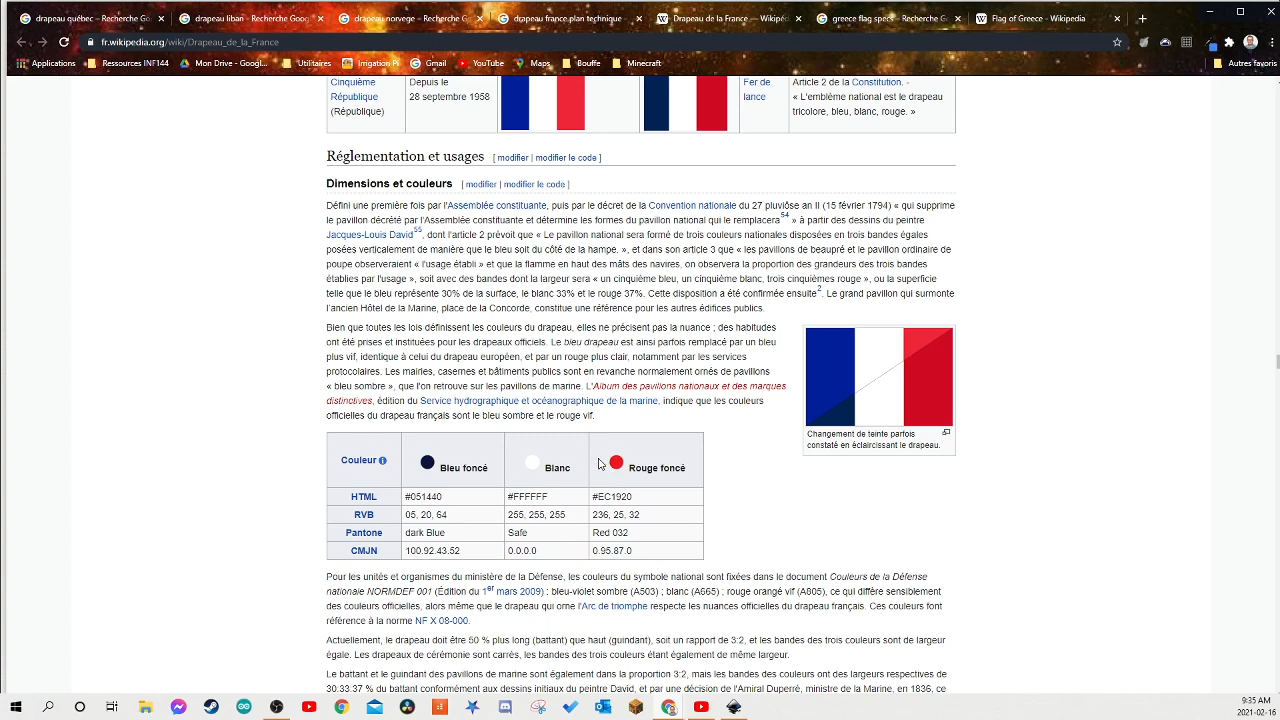 drapeau québec - Recherche Go
drapeau liban - Recherche Goog
drapeau norvege - Recherche G
drapeau france plan technique
Drapeau de la France — Wikipéd
greece flag specs - Recherche G
Flag of Greece - Wikipedia
fr.wikipedia.org/wiki/Drapeau_de_la_France
Applications
Ressources INF144
Mon Drive - Googl...
Utilitaires
Irrigation Pi
Gmail
YouTube
Maps
Bouffe
Minecraft
Autres favoris
Cinquième
République
(République)
Depuis le
28 septembre 1958
Fer de
lance
Article 2 de la Constitution. -
« L'emblème national est le drapeau
tricolore, bleu, blanc, rouge. »
Réglementation et usages [ modifier | modifier le code ]
Dimensions et couleurs [ modifier | modifier le code ]
Défini une première fois par l'Assemblée constituante, puis par le décret de la Convention nationale du 27 pluviôse an II (15 février 1794) « qui supprime
le pavillon décrété par l'Assemblée constituante et détermine les formes du pavillon national qui le remplacera54 » à partir des dessins du peintre
Jacques-Louis David55, dont l'article 2 prévoit que « Le pavillon national sera formé de trois couleurs nationales disposées en trois bandes égales
posées verticalement de manière que le bleu soit du côté de la hampe. », et dans son article 3 que « les pavillons de beaupré et le pavillon ordinaire de
poupe observeraient « l'usage établi » et que la flamme en haut des mâts des navires, on observera la proportion des grandeurs des trois bandes
établies par l'usage », soit avec des bandes dont la largeur sera « un cinquième bleu, un cinquième blanc, trois cinquièmes rouge », ou la superficie
telle que le bleu représente 30% de la surface, le blanc 33% et le rouge 37%. Cette disposition a été confirmée ensuite2. Le grand pavillon qui surmonte
l'ancien Hôtel de la Marine, place de la Concorde, constitue une référence pour les autres édifices publics.
Bien que toutes les lois définissent les couleurs du drapeau, elles ne précisent pas la nuance ; des habitudes
ont été prises et instituées pour les drapeaux officiels. Le bleu drapeau est ainsi parfois remplacé par un bleu
plus vif, identique à celui du drapeau européen, et par un rouge plus clair, notamment par les services
protocolaires. Les mairies, casernes et bâtiments publics sont en revanche normalement ornés de pavillons
« bleu sombre », que l'on retrouve sur les pavillons de marine. L'Album des pavillons nationaux et des marques
distinctives, édition du Service hydrographique et océanographique de la marine, indique que les couleurs
officielles du drapeau français sont le bleu sombre et le rouge vif.
Changement de teinte parfois
constaté en éclaircissant le drapeau.
Couleur Bleu foncé Blanc Rouge foncé
HTML #051440 #FFFFFF #EC1920
RVB 05, 20, 64 255, 255, 255 236, 25, 32
Pantone dark Blue Safe Red 032
CMJN 100.92.43.52 0.0.0.0 0.95.87.0
Pour les unités et organismes du ministère de la Défense, les couleurs du symbole national sont fixées dans le document Couleurs de la Défense
nationale NORMDEF 001 (Édition du 1er mars 2009) : bleu-violet sombre (A503) ; blanc (A665) ; rouge orangé vif (A805), ce qui diffère sensiblement
des couleurs officielles, alors même que le drapeau qui orne l'Arc de triomphe respecte les nuances officielles du drapeau français. Ces couleurs font
référence à la norme NF X 08-000.
Actuellement, le drapeau doit être 50 % plus long (battant) que haut (guindant), soit un rapport de 3:2, et les bandes des trois couleurs sont de largeur
égale. Les drapeaux de cérémonie sont carrés, les bandes des trois couleurs étant également de même largeur.
Le battant et le guindant des pavillons de marine sont également dans la proportion 3:2, mais les bandes des couleurs ont des largeurs respectives de
30:33:37 % du battant conformément aux dessins initiaux du peintre David, et par une décision de l'Amiral Duperré, ministre de la Marine, en 1836, ce
9:35 AM
2021-02-16